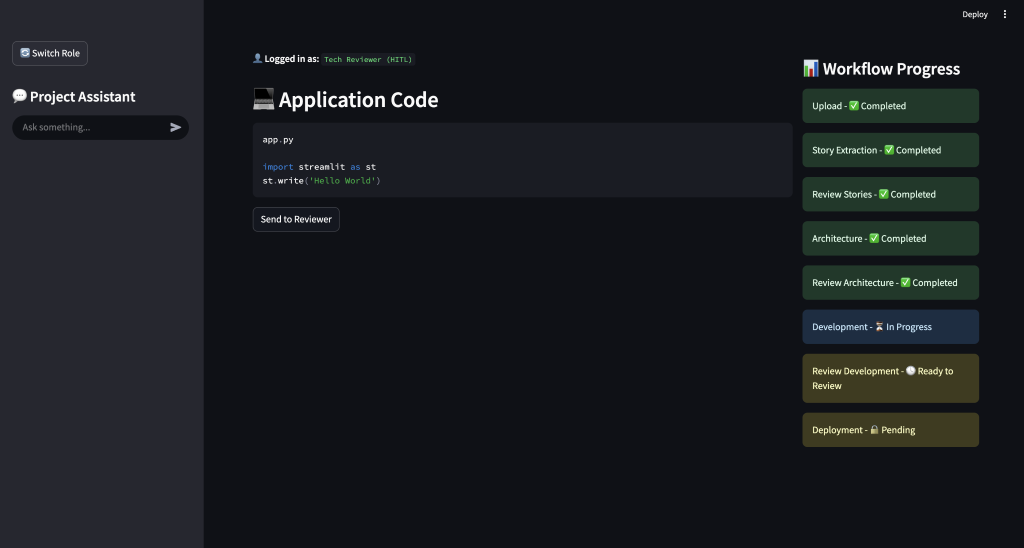 Deploy
Switch Role
Project Assistant
Ask something...
Logged in as: Tech Reviewer (HITL)
Application Code
app.py
import streamlit as st
st.write('Hello World')
Send to Reviewer
Workflow Progress
Upload - ✅ Completed
Story Extraction - ✅ Completed
Review Stories - ✅ Completed
Architecture - ✅ Completed
Review Architecture - ✅ Completed
Development - ⏳ In Progress
Review Development - 🕒 Ready to
Review
Deployment - 🔒 Pending